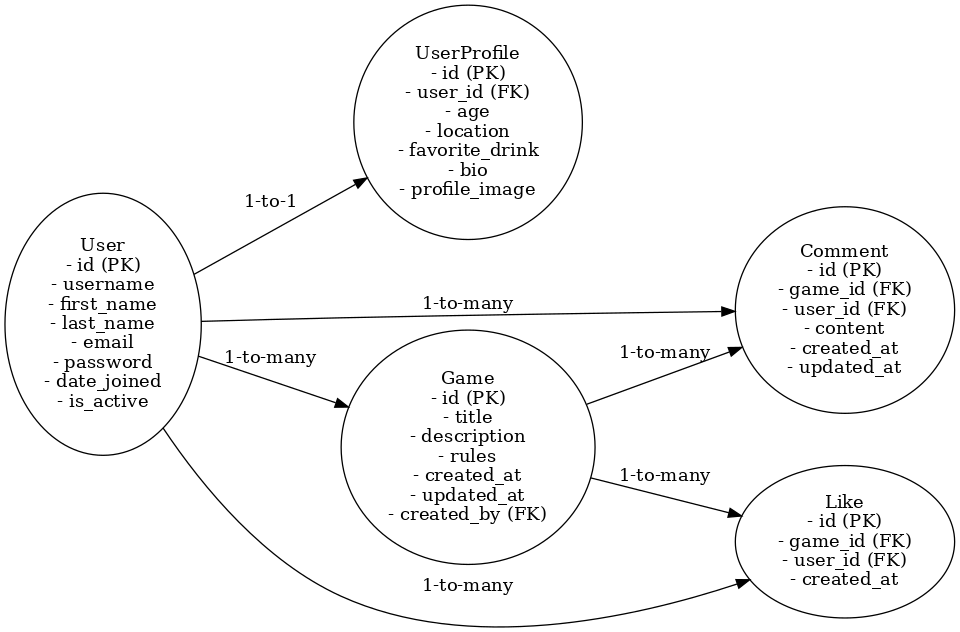 UserProfile
- id (PK)
- user_id (FK)
- age
- location
- favorite_drink
- bio
- profile_image
1-to-1
User
- id (PK)
- username
- first_name
- last_name
- email
- password
- date_joined
- is_active
1-to-many
1-to-many
Comment
- id (PK)
- game_id (FK)
- user_id (FK)
- content
- created_at
- updated_at
1-to-many
Game
- id (PK)
- title
- description
- rules
- created_at
- updated_at
- created_by (FK)
1-to-many
Like
- id (PK)
- game_id (FK)
- user_id (FK)
- created_at
1-to-many